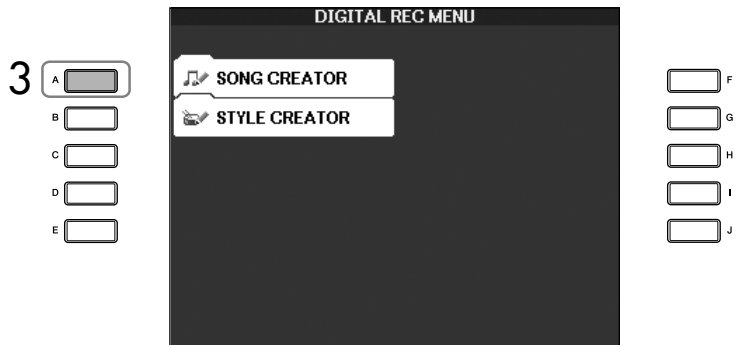 DIGITAL REC MENU
3
A
SONG CREATOR
F
B
STYLE CREATOR
G
C
H
D
I
E
J